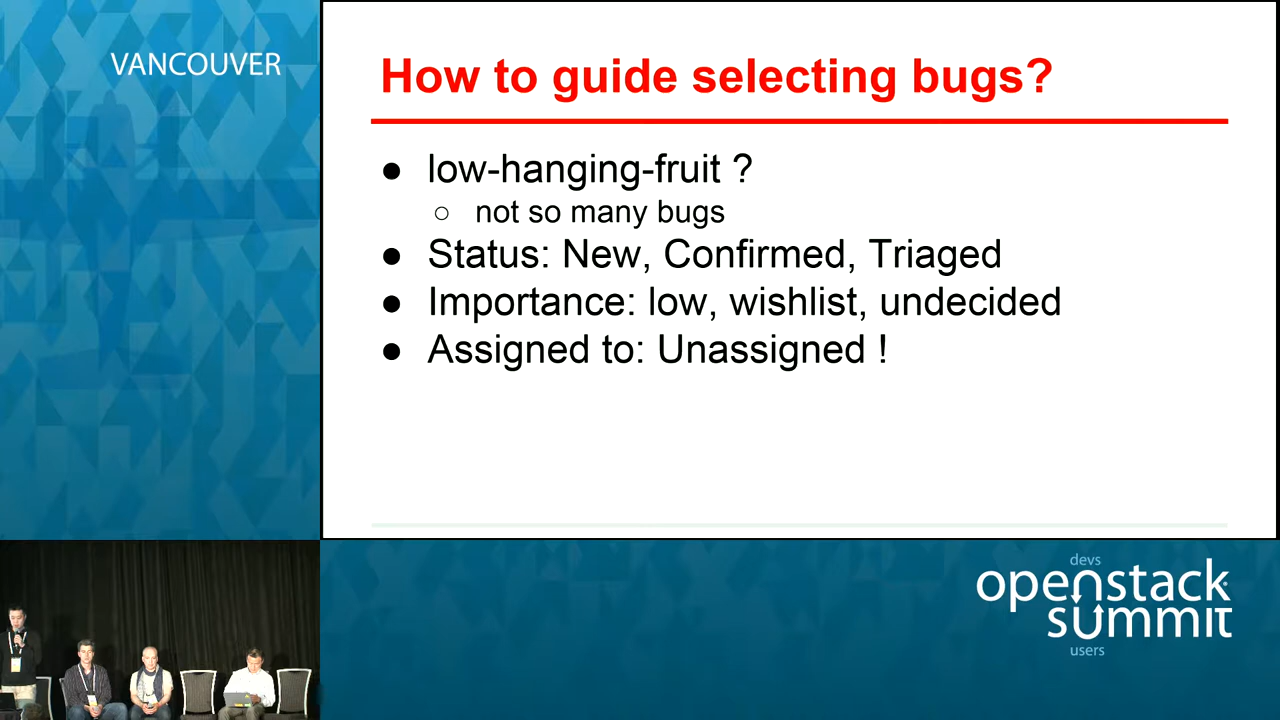 VANCOUVER
How to guide selecting bugs?
● low-hanging-fruit ?
○ not so many bugs
● Status: New, Confirmed, Triaged
● Importance: low, wishlist, undecided
● Assigned to: Unassigned !
devs
openstack
summit
users